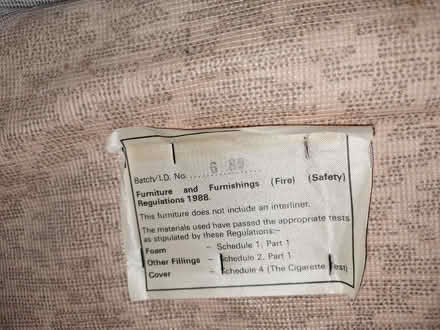 Batch/I.D. No. 6 89
Furniture and Furnishings (Fire) (Safety)
Regulations 1988.
This furniture does not include an interliner.
The materials used have passed the appropriate tests
as stipulated by these Regulations:–
Foam – Schedule 1, Part 1
Other Fillings – Schedule 2, Part 1
Cover – Schedule 4 (The Cigarette Test)